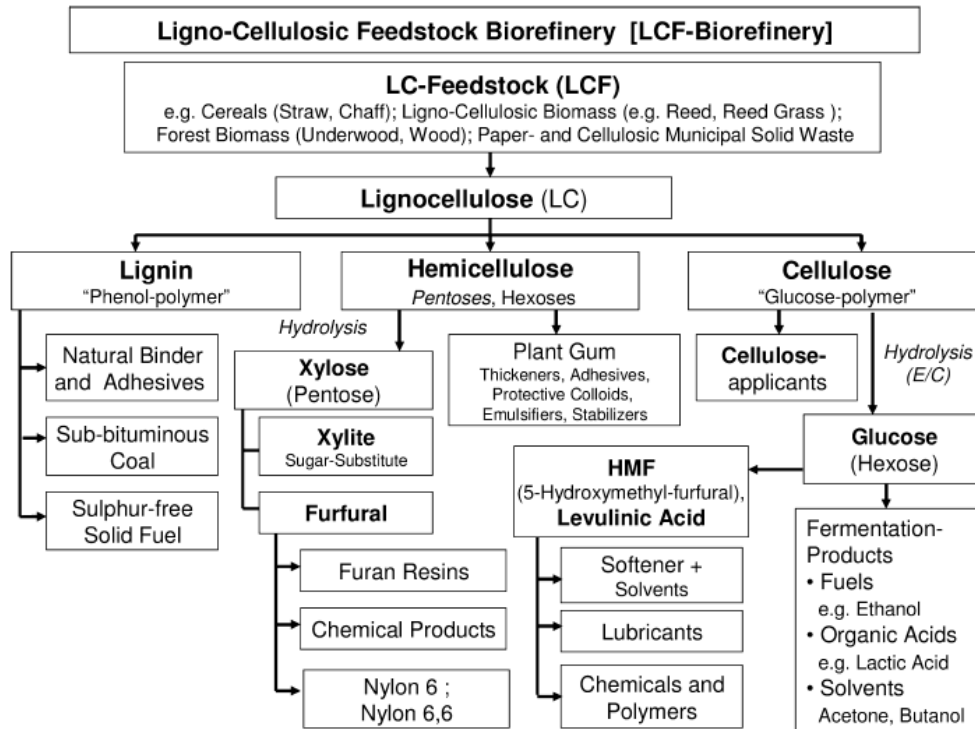 Ligno-Cellulosic Feedstock Biorefinery [LCF-Biorefinery]
LC-Feedstock (LCF)
e.g. Cereals (Straw, Chaff); Ligno-Cellulosic Biomass (e.g. Reed, Reed Grass );
Forest Biomass (Underwood, Wood); Paper- and Cellulosic Municipal Solid Waste
Lignocellulose (LC)
Lignin
“Phenol-polymer”
Hemicellulose
Pentoses, Hexoses
Cellulose
“Glucose-polymer”
Natural Binder
and Adhesives
Sub-bituminous
Coal
Sulphur-free
Solid Fuel
Hydrolysis
Xylose
(Pentose)
Xylite
Sugar-Substitute
Furfural
Furan Resins
Chemical Products
Nylon 6 ;
Nylon 6,6
Plant Gum
Thickeners, Adhesives,
Protective Colloids,
Emulsifiers, Stabilizers
Cellulose-
applicants
Hydrolysis
(E/C)
Glucose
(Hexose)
HMF
(5-Hydroxymethyl-furfural),
Levulinic Acid
Softener +
Solvents
Lubricants
Chemicals and
Polymers
Fermentation-
Products
• Fuels
e.g. Ethanol
• Organic Acids
e.g. Lactic Acid
• Solvents
Acetone, Butanol